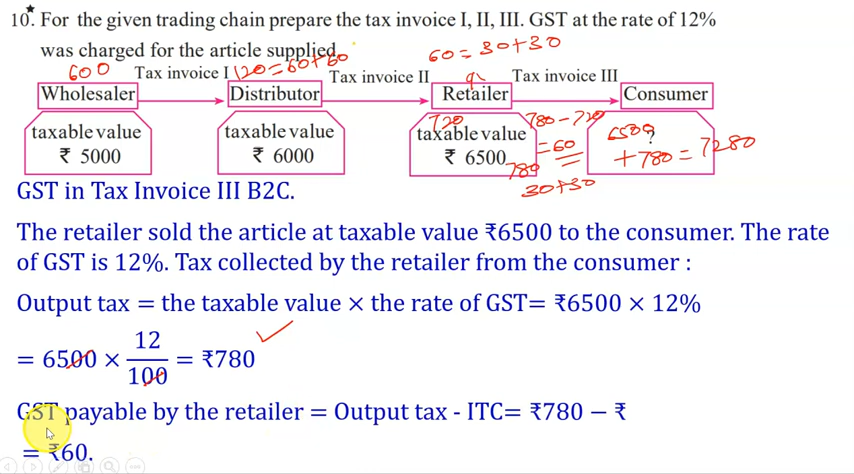 10.* For the given trading chain prepare the tax invoice I, II, III. GST at the rate of 12%
was charged for the article supplied.
60 = 30+30
600 Tax invoice I 120 = 60+60 Tax invoice II Tax invoice III
Wholesaler Distributor Retailer Consumer
720 780 - 720
taxable value taxable value taxable value 6500 ?
₹ 5000 ₹ 6000 ₹ 6500 = 60 + 780 = 7280
780
30+30
GST in Tax Invoice III B2C.
The retailer sold the article at taxable value ₹6500 to the consumer. The rate
of GST is 12%. Tax collected by the retailer from the consumer :
Output tax = the taxable value × the rate of GST= ₹6500 × 12%
= 6500 × 12/100 = ₹780
GST payable by the retailer = Output tax - ITC= ₹780 − ₹
= ₹60.